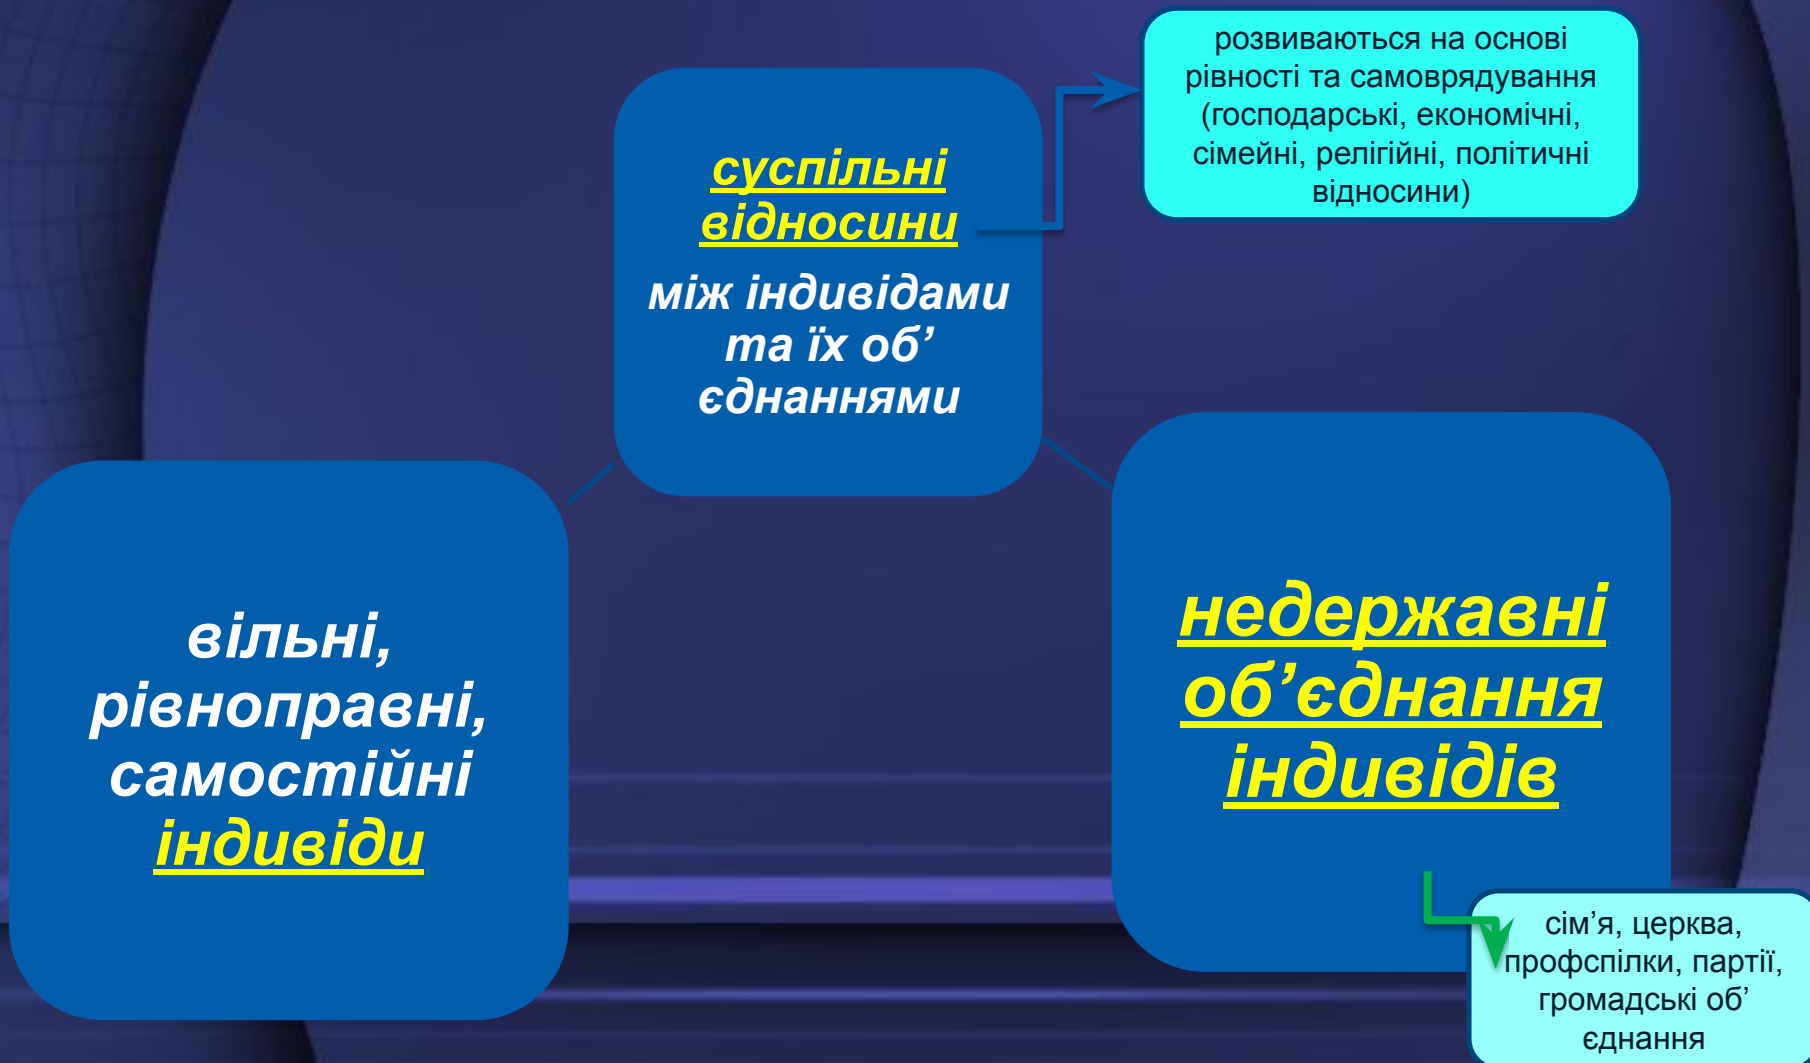 розвиваються на основі
рівності та самоврядування
(господарські, економічні,
сімейні, релігійні, політичні
відносини)
суспільні
відносини
між індивідами
та їх об’
єднаннями
вільні,
рівноправні,
самостійні
індивіди
недержавні
об’єднання
індивідів
сім’я, церква,
профспілки, партії,
громадські об’
єднання